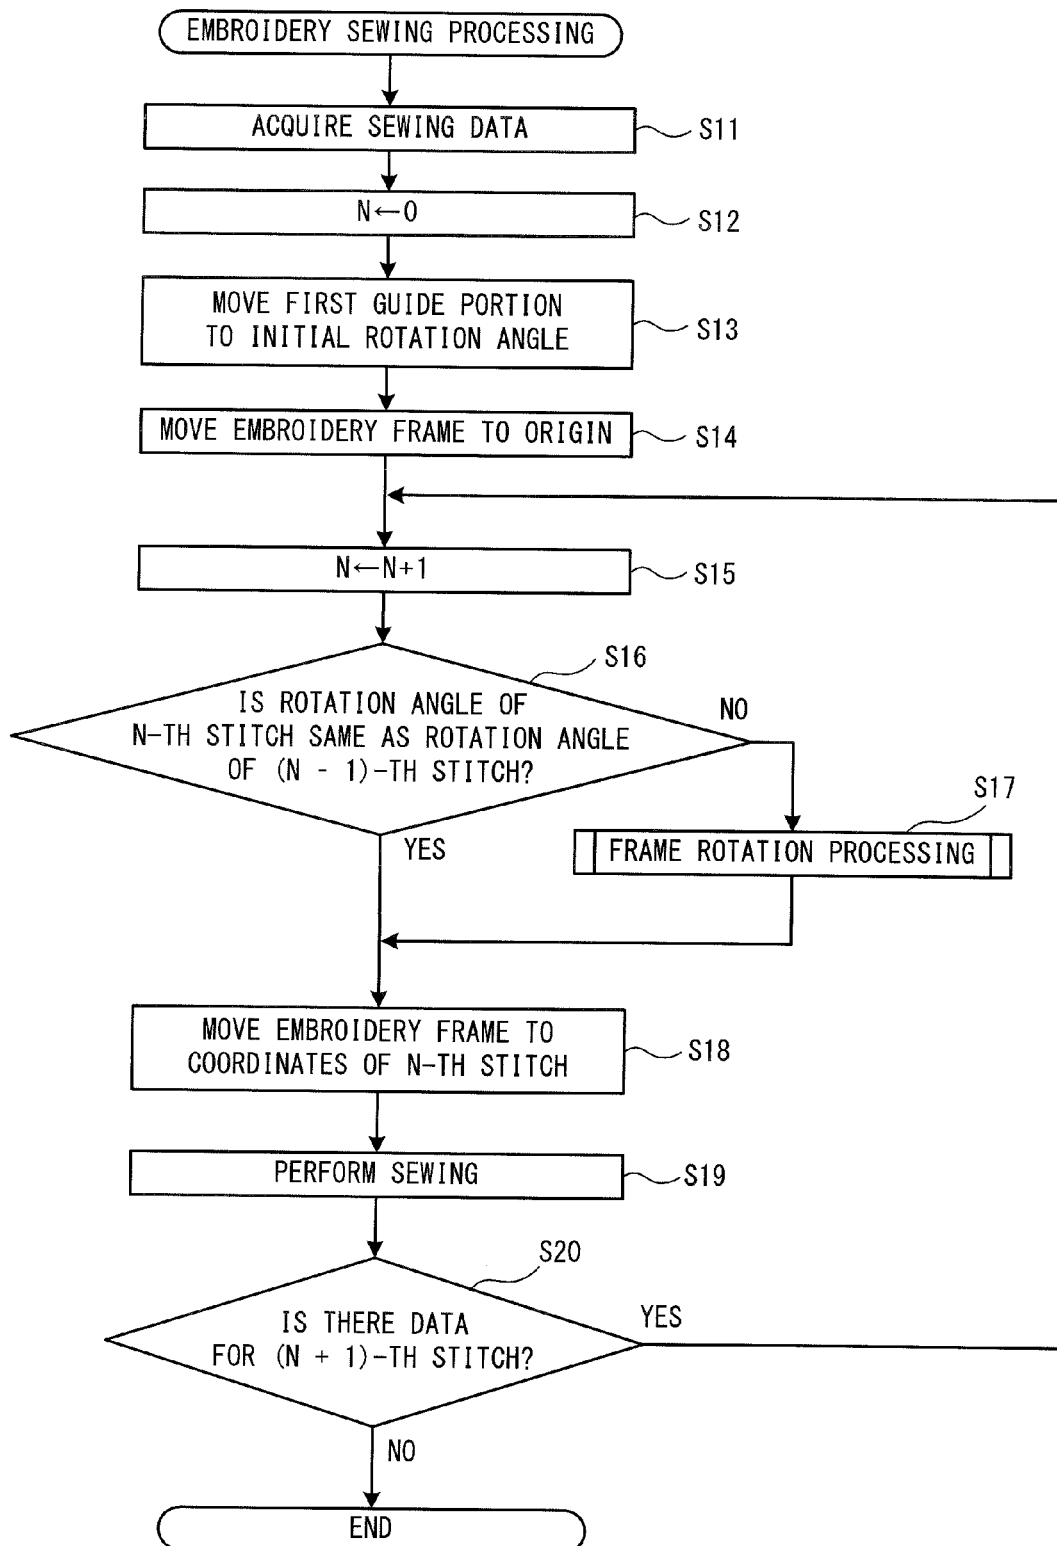 EMBROIDERY SEWING PROCESSING
ACQUIRE SEWING DATA
S11
N←0
S12
MOVE FIRST GUIDE PORTION
TO INITIAL ROTATION ANGLE
S13
MOVE EMBROIDERY FRAME TO ORIGIN
S14
N←N+1
S15
S16
IS ROTATION ANGLE OF
N-TH STITCH SAME AS ROTATION ANGLE
OF (N - 1)-TH STITCH?
NO
YES
S17
FRAME ROTATION PROCESSING
MOVE EMBROIDERY FRAME TO
COORDINATES OF N-TH STITCH
S18
PERFORM SEWING
S19
S20
IS THERE DATA
FOR (N + 1)-TH STITCH?
YES
NO
END